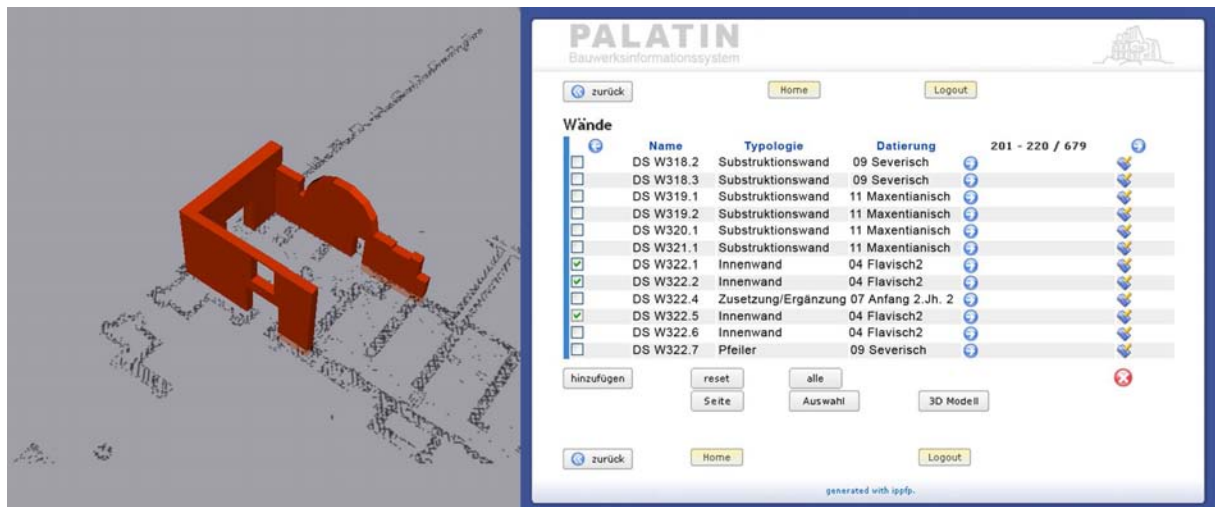 PALATIN
Bauwerksinformationssystem
zurück Home Logout
Wände
Name Typologie Datierung 201 - 220 / 679
DS W318.2 Substruktionswand 09 Severisch
DS W318.3 Substruktionswand 09 Severisch
DS W319.1 Substruktionswand 11 Maxentianisch
DS W319.2 Substruktionswand 11 Maxentianisch
DS W320.1 Substruktionswand 11 Maxentianisch
DS W321.1 Substruktionswand 11 Maxentianisch
DS W322.1 Innenwand 04 Flavisch2
DS W322.2 Innenwand 04 Flavisch2
DS W322.4 Zusetzung/Ergänzung 07 Anfang 2.Jh. 2
DS W322.5 Innenwand 04 Flavisch2
DS W322.6 Innenwand 04 Flavisch2
DS W322.7 Pfeiler 09 Severisch
hinzufügen reset alle
Seite Auswahl 3D Modell
zurück Home Logout
generated with ippfp.